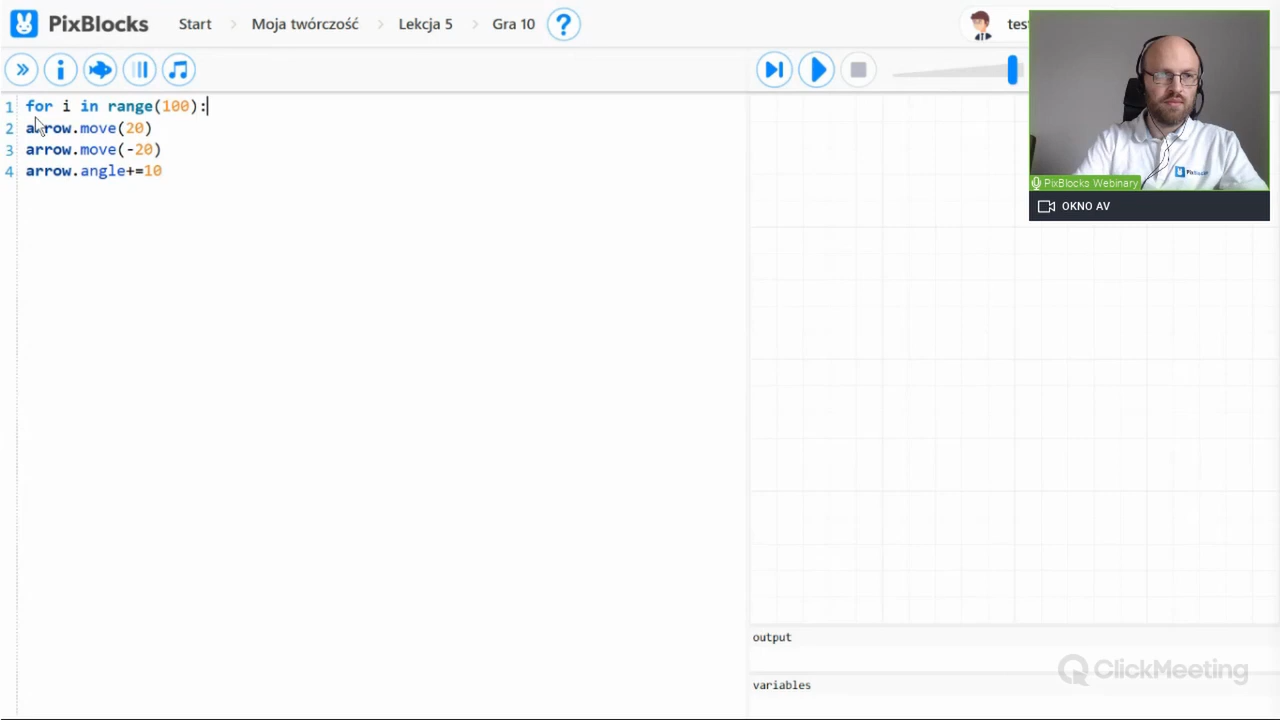 PixBlocks Start Moja twórczość Lekcja 5 Gra 10 ?
1 for i in range(100):
2 arrow.move(20)
3 arrow.move(-20)
4 arrow.angle+=10
PixBlocks Webinary
OKNO AV
output
ClickMeeting
variables